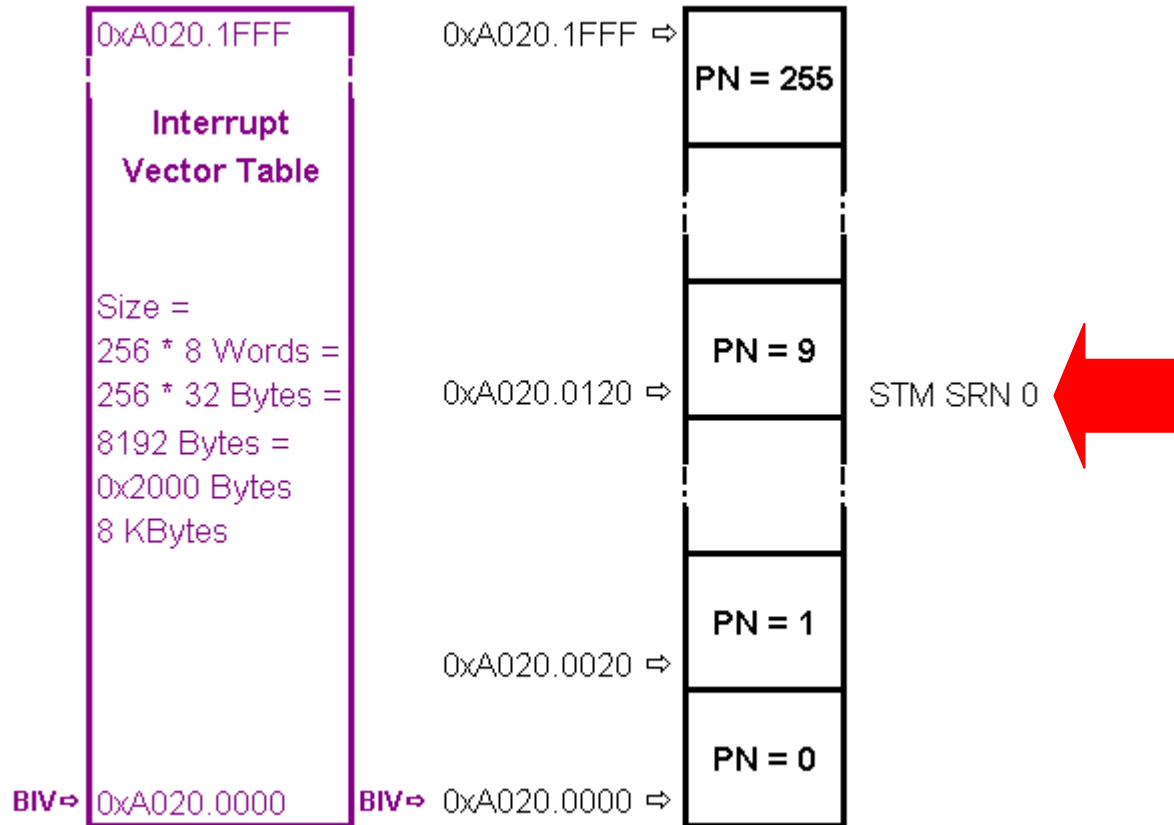 0xA020.1FFF
Interrupt
Vector Table
Size =
256 * 8 Words =
256 * 32 Bytes =
8192 Bytes =
0x2000 Bytes
8 KBytes
BIV⇨ 0xA020.0000
0xA020.1FFF ⇨
PN = 255
PN = 9
0xA020.0120 ⇨
STM SRN 0
PN = 1
0xA020.0020 ⇨
PN = 0
BIV⇨ 0xA020.0000 ⇨